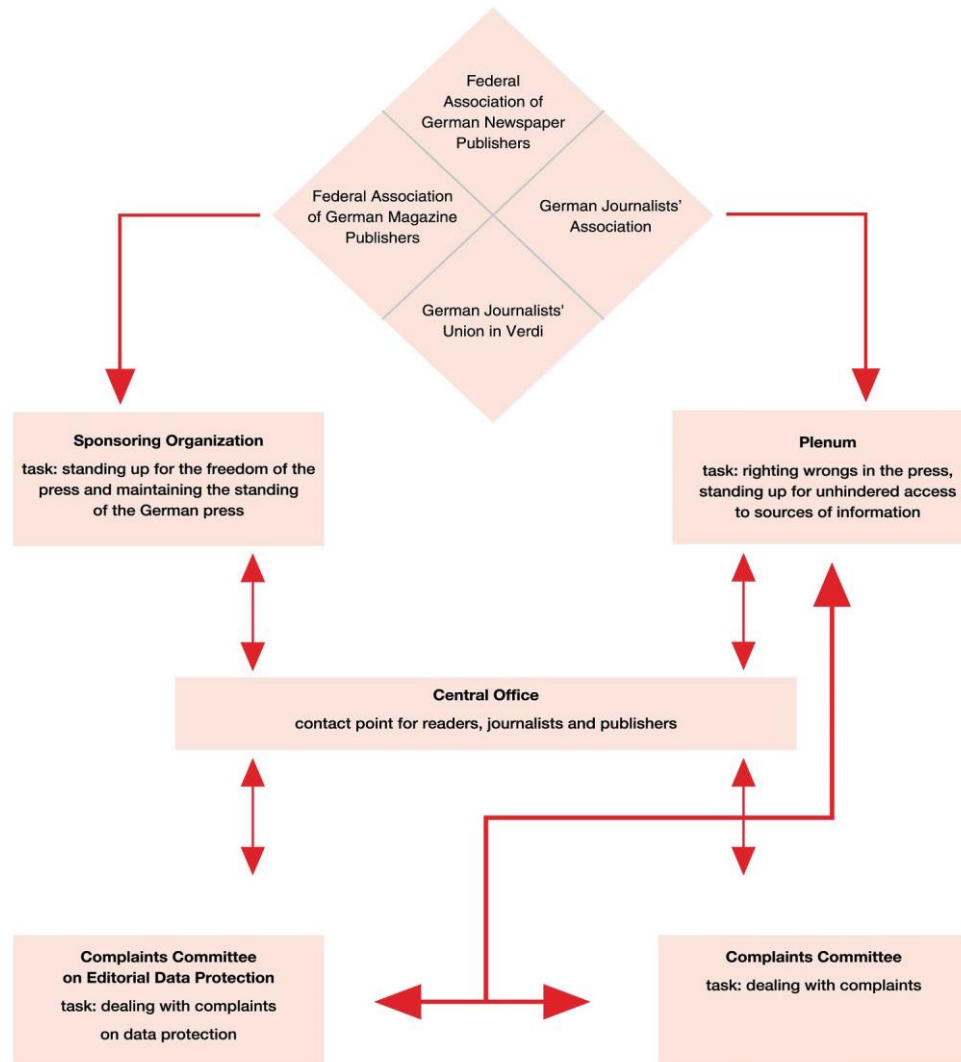 Federal
Association of
German Newspaper
Publishers
Federal Association
of German Magazine
Publishers
German Journalists’
Association
German Journalists'
Union in Verdi
Sponsoring Organization
task: standing up for the freedom of the
press and maintaining the standing
of the German press
Plenum
task: righting wrongs in the press,
standing up for unhindered access
to sources of information
Central Office
contact point for readers, journalists and publishers
Complaints Committee
on Editorial Data Protection
task: dealing with complaints
on data protection
Complaints Committee
task: dealing with complaints